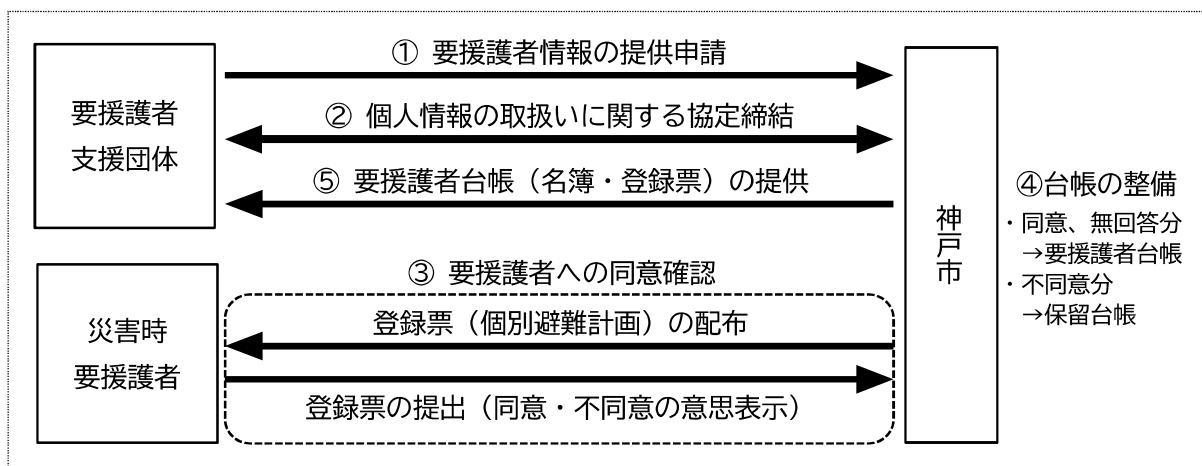 ① 要援護者情報の提供申請
要援護者
支援団体
② 個人情報の取扱いに関する協定締結
⑤ 要援護者台帳（名簿・登録票）の提供
神戸市
④台帳の整備
・同意、無回答分
→要援護者台帳
・不同意分
→保留台帳
③ 要援護者への同意確認
災害時
要援護者
登録票（個別避難計画）の配布
登録票の提出（同意・不同意の意思表示）